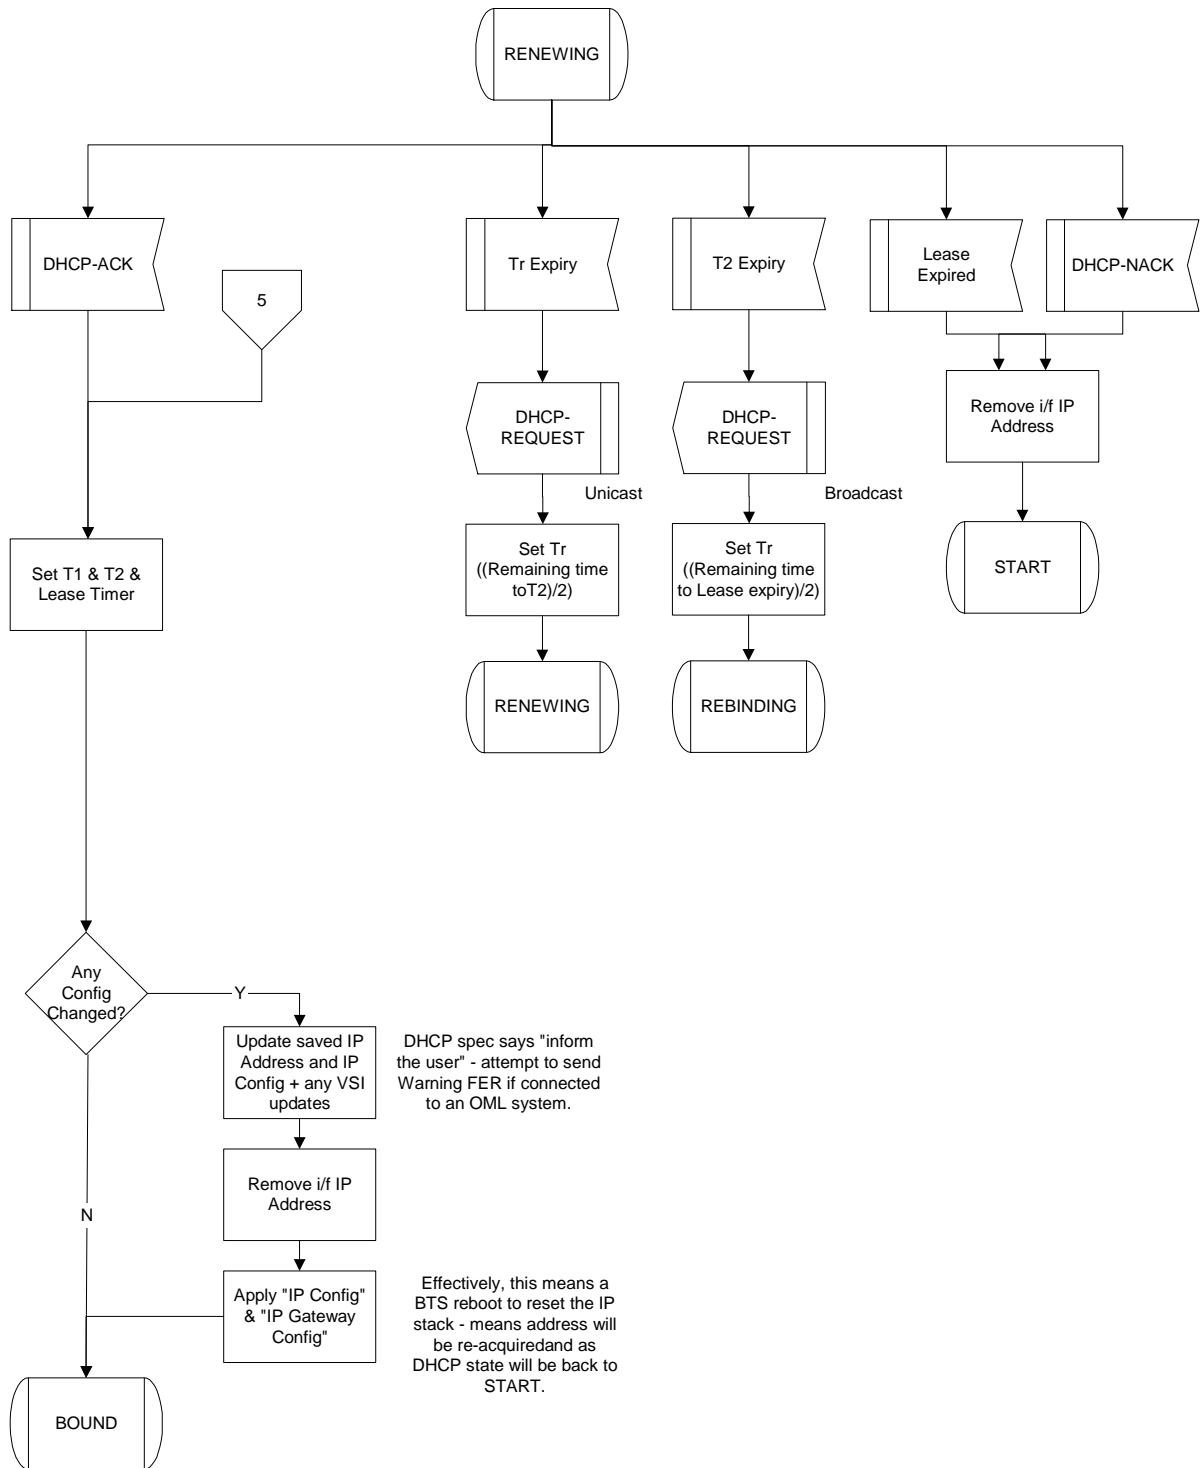 RENEWING
DHCP-ACK
Tr Expiry
T2 Expiry
Lease
Expired
DHCP-NACK
5
DHCP-
REQUEST
Unicast
DHCP-
REQUEST
Broadcast
Remove i/f IP
Address
Set T1 & T2 &
Lease Timer
Set Tr
((Remaining time
toT2)/2)
Set Tr
((Remaining time
to Lease expiry)/2)
START
RENEWING
REBINDING
Any
Config
Changed?
Y
N
Update saved IP
Address and IP
Config + any VSI
updates
DHCP spec says "inform
the user" - attempt to send
Warning FER if connected
to an OML system.
Remove i/f IP
Address
Apply "IP Config"
& "IP Gateway
Config"
Effectively, this means a
BTS reboot to reset the IP
stack - means address will
be re-acquiredand as
DHCP state will be back to
START.
BOUND